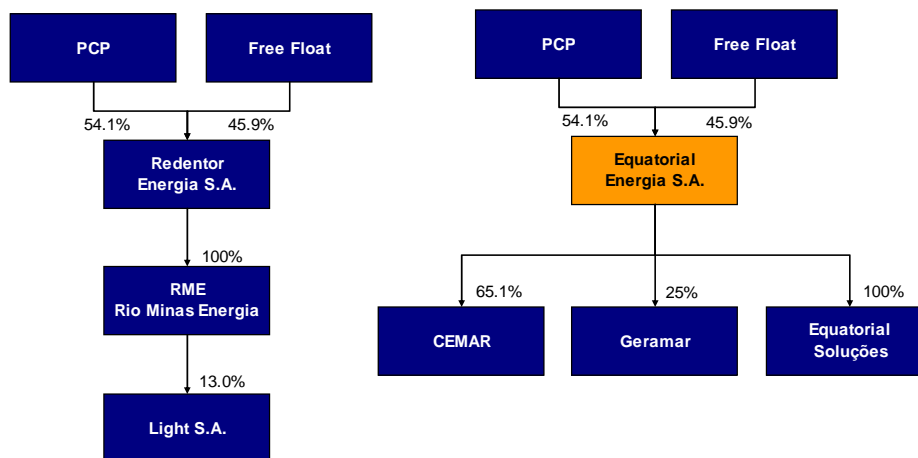 PCP
Free Float
54.1%
45.9%
Redentor
Energia S.A.
100%
RME
Rio Minas Energia
13.0%
Light S.A.
PCP
Free Float
54.1%
45.9%
Equatorial
Energia S.A.
65.1%
25%
100%
CEMAR
Geramar
Equatorial
Soluções